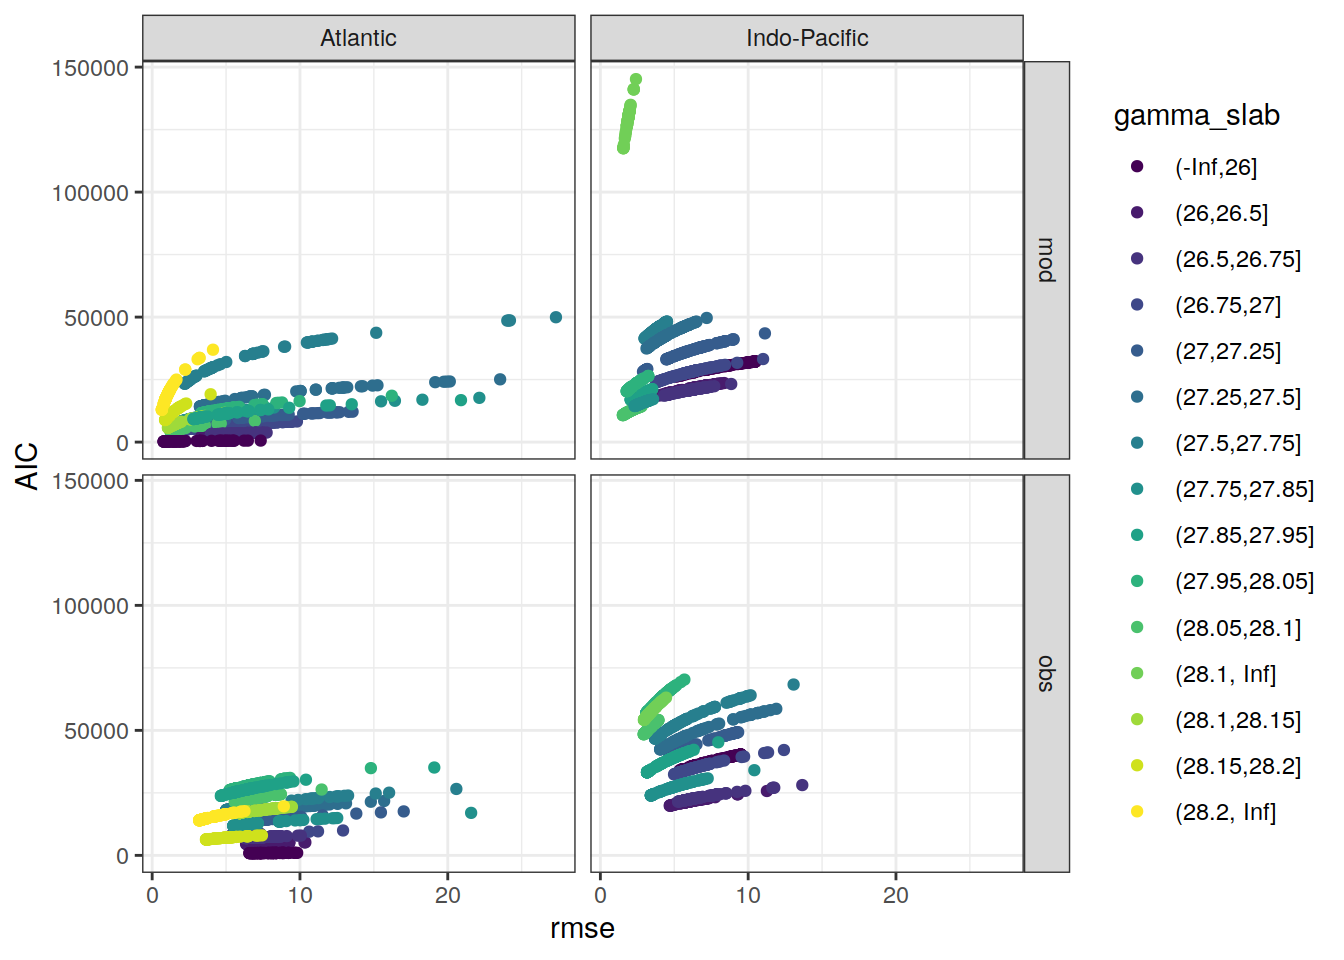 Atlantic
Indo-Pacific
150000
100000
50000
0
mod
150000
100000
50000
0
obs
0
10
20
0
10
20
rmse
AIC
gamma_slab
(-Inf,26]
(26,26.5]
(26.5,26.75]
(26.75,27]
(27,27.25]
(27.25,27.5]
(27.5,27.75]
(27.75,27.85]
(27.85,27.95]
(27.95,28.05]
(28.05,28.1]
(28.1, Inf]
(28.1,28.15]
(28.15,28.2]
(28.2, Inf]